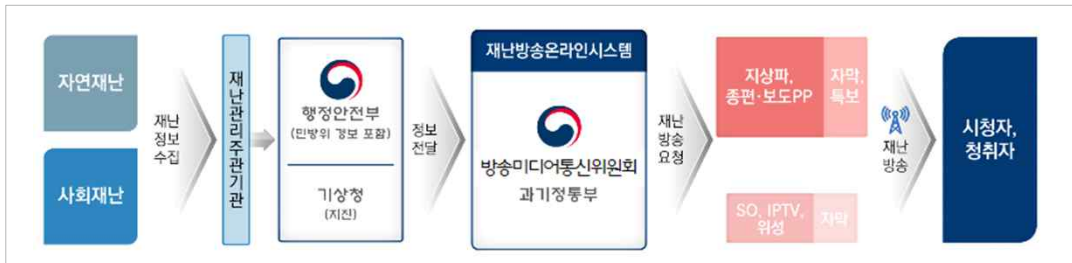 자연재난
사회재난
재난
정보
수집
재난관리주관기관
행정안전부
(민방위 경보 포함)
기상청
(지진)
정보
전달
재난방송온라인시스템
방송미디어통신위원회
과기정통부
재난
방송
요청
지상파,
종편·보도PP
자막,
특보
SO, IPTV,
위성
자막
재난
방송
시청자,
청취자